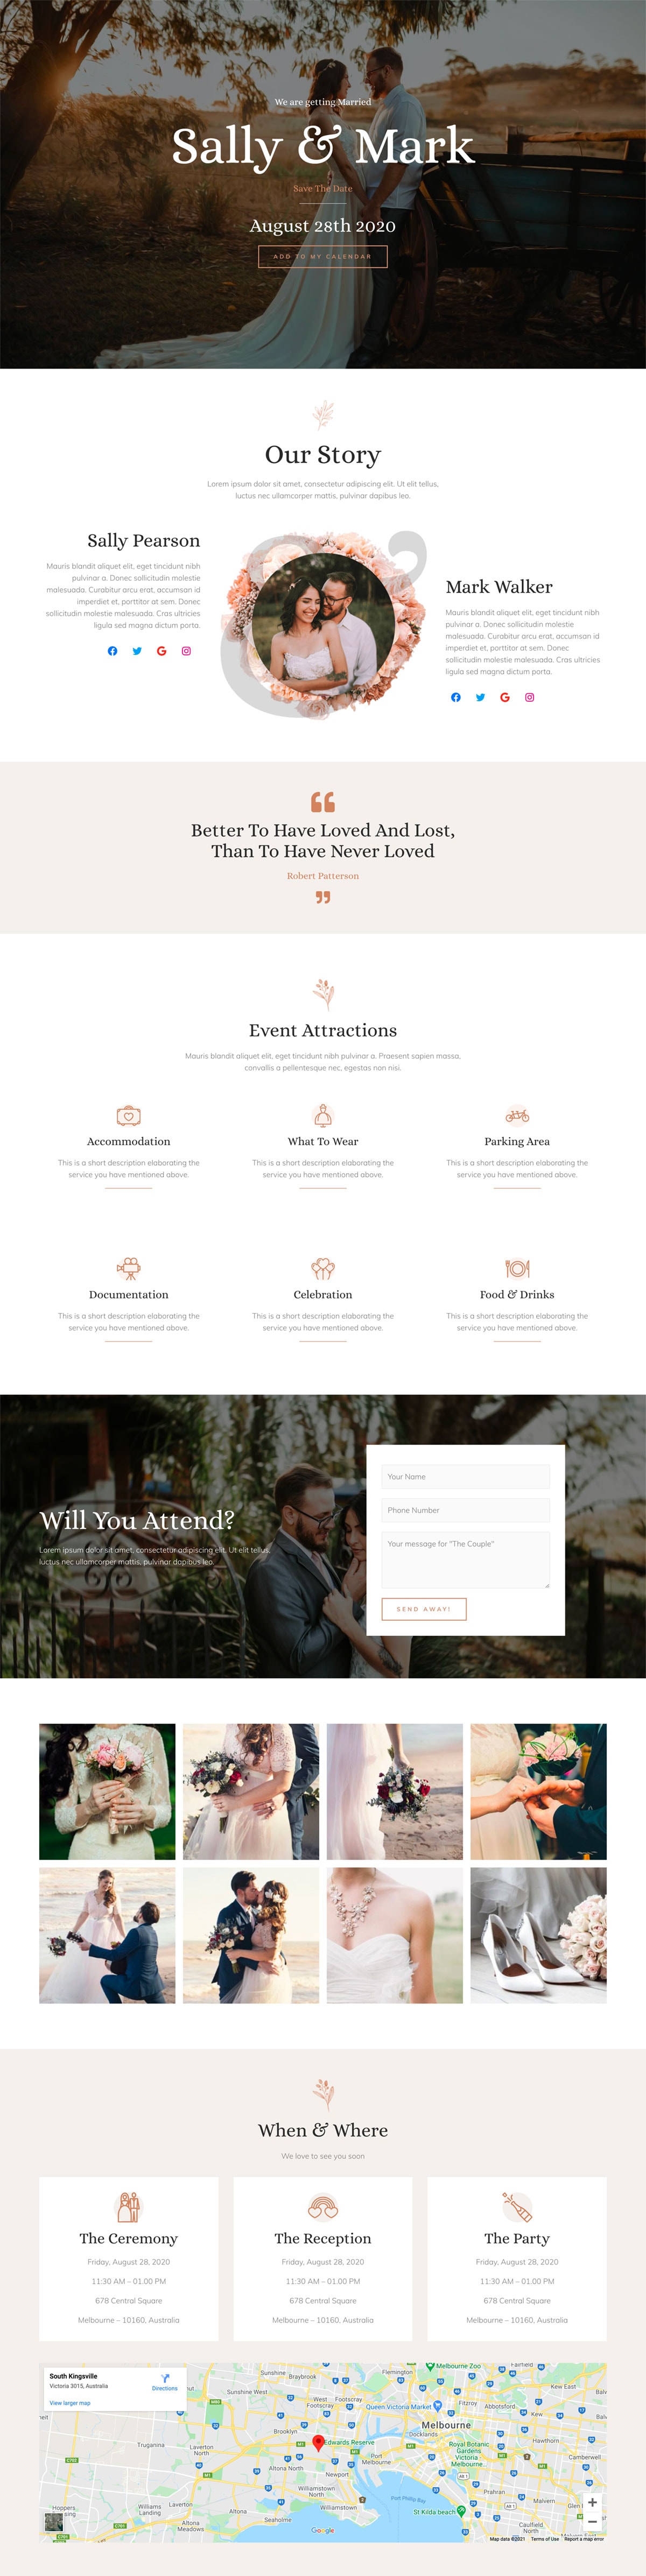 We are getting Married
Sally & Mark
Save The Date
August 28th 2020
ADD TO MY CALENDAR
Our Story
Lorem ipsum dolor sit amet, consectetur adipiscing elit. Ut elit tellus,
luctus nec ullamcorper mattis, pulvinar dapibus leo.
Sally Pearson
Mauris blandit aliquet elit, eget tincidunt nibh
pulvinar a. Donec sollicitudin molestie
malesuada. Curabitur arcu erat, accumsan id
imperdiet et, porttitor at sem. Donec
sollicitudin molestie malesuada. Cras ultricies
ligula sed magna dictum porta.
Mark Walker
Mauris blandit aliquet elit, eget tincidunt nibh
pulvinar a. Donec sollicitudin molestie
malesuada. Curabitur arcu erat, accumsan id
imperdiet et, porttitor at sem. Donec
sollicitudin molestie malesuada. Cras ultricies
ligula sed magna dictum porta.
Better To Have Loved And Lost,
Than To Have Never Loved
Robert Patterson
Event Attractions
Mauris blandit aliquet elit, eget tincidunt nibh pulvinar a. Praesent sapien massa,
convallis a pellentesque nec, egestas non nisi.
Accommodation
This is a short description elaborating the
service you have mentioned above.
What To Wear
This is a short description elaborating the
service you have mentioned above.
Parking Area
This is a short description elaborating the
service you have mentioned above.
Documentation
This is a short description elaborating the
service you have mentioned above.
Celebration
This is a short description elaborating the
service you have mentioned above.
Food & Drinks
This is a short description elaborating the
service you have mentioned above.
Will You Attend?
Lorem ipsum dolor sit amet, consectetur adipiscing elit. Ut elit tellus,
luctus nec ullamcorper mattis, pulvinar dapibus leo.
Your Name
Phone Number
Your message for "The Couple"
SEND AWAY!
When & Where
We love to see you soon
The Ceremony
Friday, August 28, 2020
11:30 AM – 01.00 PM
678 Central Square
Melbourne – 10160, Australia
The Reception
Friday, August 28, 2020
11:30 AM – 01.00 PM
678 Central Square
Melbourne – 10160, Australia
The Party
Friday, August 28, 2020
11:30 AM – 01.00 PM
678 Central Square
Melbourne – 10160, Australia
South Kingsville
Victoria 3015, Australia
Directions
View larger map
Sunshine
Braybrook
Flemington
Melbourne Zoo
Fairfield
Sunshine West
West
Footscray
Footscray
Queen Victoria Market
Fitzroy
Abbotsford
Kew East
Kew
Docklands
Melbourne
Brooklyn
Edwards Reserve
Royal Botanic
Gardens
Victoria
Melbourne
Hawthorn
Camberwell
Truganina
Laverton
North
Port
Melbourne
Altona North
Newport
Prahran
Williamstown
North
Malvern
Port Phillip Bay
Hoppers
Williams
Landing
Laverton
Altona
Seaholme
Williamstown
St Kilda beach
Altona
Meadows
Caulfield
North
Google
Map data ©2021
Terms of Use
Report a map error